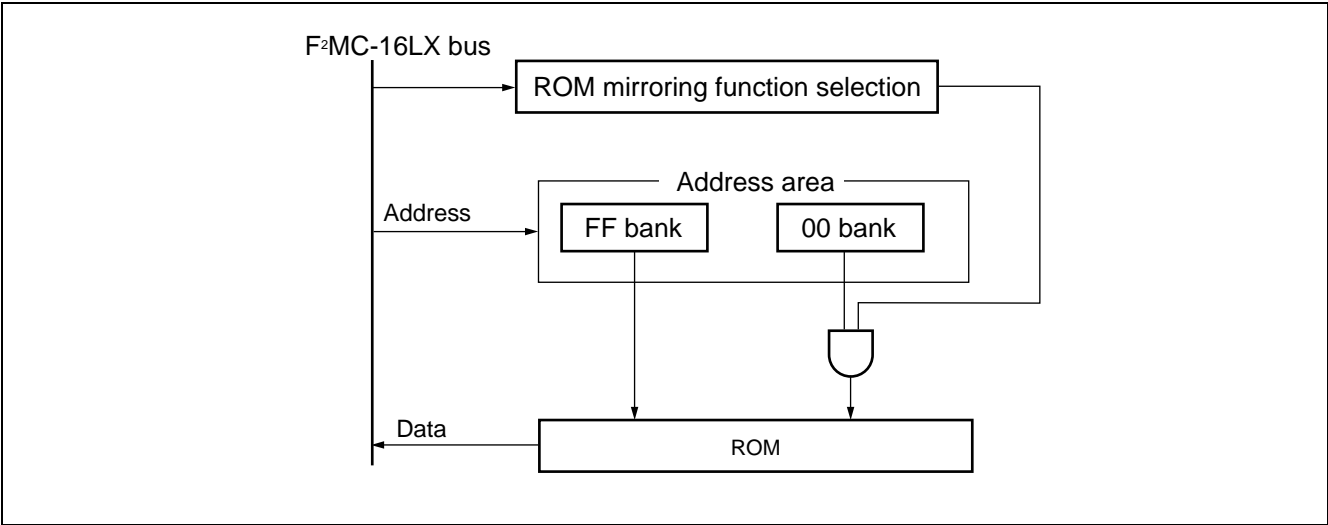 F²MC-16LX bus
ROM mirroring function selection
Address area
Address
FF bank
00 bank
Data
ROM